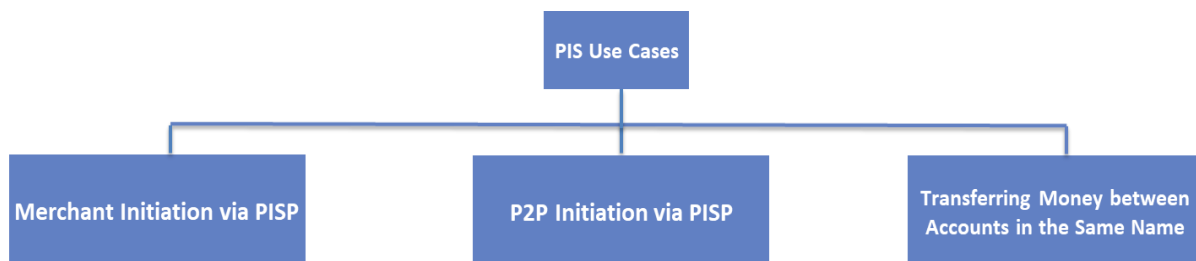 PIS Use Cases
Merchant Initiation via PISP
P2P Initiation via PISP
Transferring Money between
Accounts in the Same Name